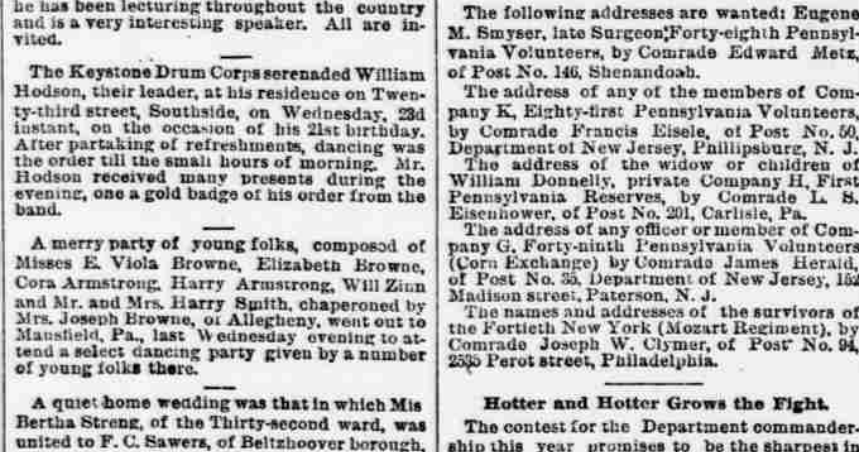 he has been lecturing throughout the country
and is a very interesting speaker. All are in-
vited.
The Keystone Drum Corps serenaded William
Hodson, their leader, at his residence on Twen-
ty-third street, Southside, on Wednesday, 23d
instant, on the occasion of his 21st birthday.
After partaking of refreshments, dancing was
the order till the small hours of morning. Mr.
Hodson received many presents during the
evening, one a gold badge of his order from the
band.
A merry party of young folks, composed of
Misses E. Viola Browne, Elizabeth Browne,
Cora Armstrong, Harry Armstrong, Will Zinn
and Mr. and Mrs. Harry Smith, chaperoned by
Mrs. Joseph Browne, of Allegheny, went out to
Mansfield, Pa., last Wednesday evening to at-
tend a select dancing party given by a number
of young folks there.
A quiet home wedding was that in which Mis
Bertha Streng, of the Thirty-second ward, was
united to F. C. Sawers, of Beltzhoover borough,
The following addresses are wanted: Eugene
M. Smyser, late Surgeon Forty-eighth Pennsyl-
vania Volunteers, by Comrade Edward Metz,
of Post No. 146, Shenandoah.
The address of any of the members of Com-
pany K, Eighty-first Pennsylvania Volunteers,
by Comrade Francis Eisele, of Post No. 50,
Department of New Jersey, Phillipsburg, N. J.
The address of the widow or children of
William Donnelly, private Company H, First
Pennsylvania Reserves, by Comrade L. S.
Eisenhower, of Post No. 201, Carlisle, Pa.
The address of any officer or member of Com-
pany G. Forty-ninth Pennsylvania Volunteers
(Corn Exchange) by Comrade James Herald,
of Post No. 35, Department of New Jersey, 152
Madison street, Paterson, N. J.
The names and addresses of the survivors of
the Fortieth New York (Mozart Regiment), by
Comrade Joseph W. Clymer, of Post No. 94,
2535 Perot street, Philadelphia.
Hotter and Hotter Grows the Fight.
The contest for the Department commander-
ship this year promises to be the sharpest in